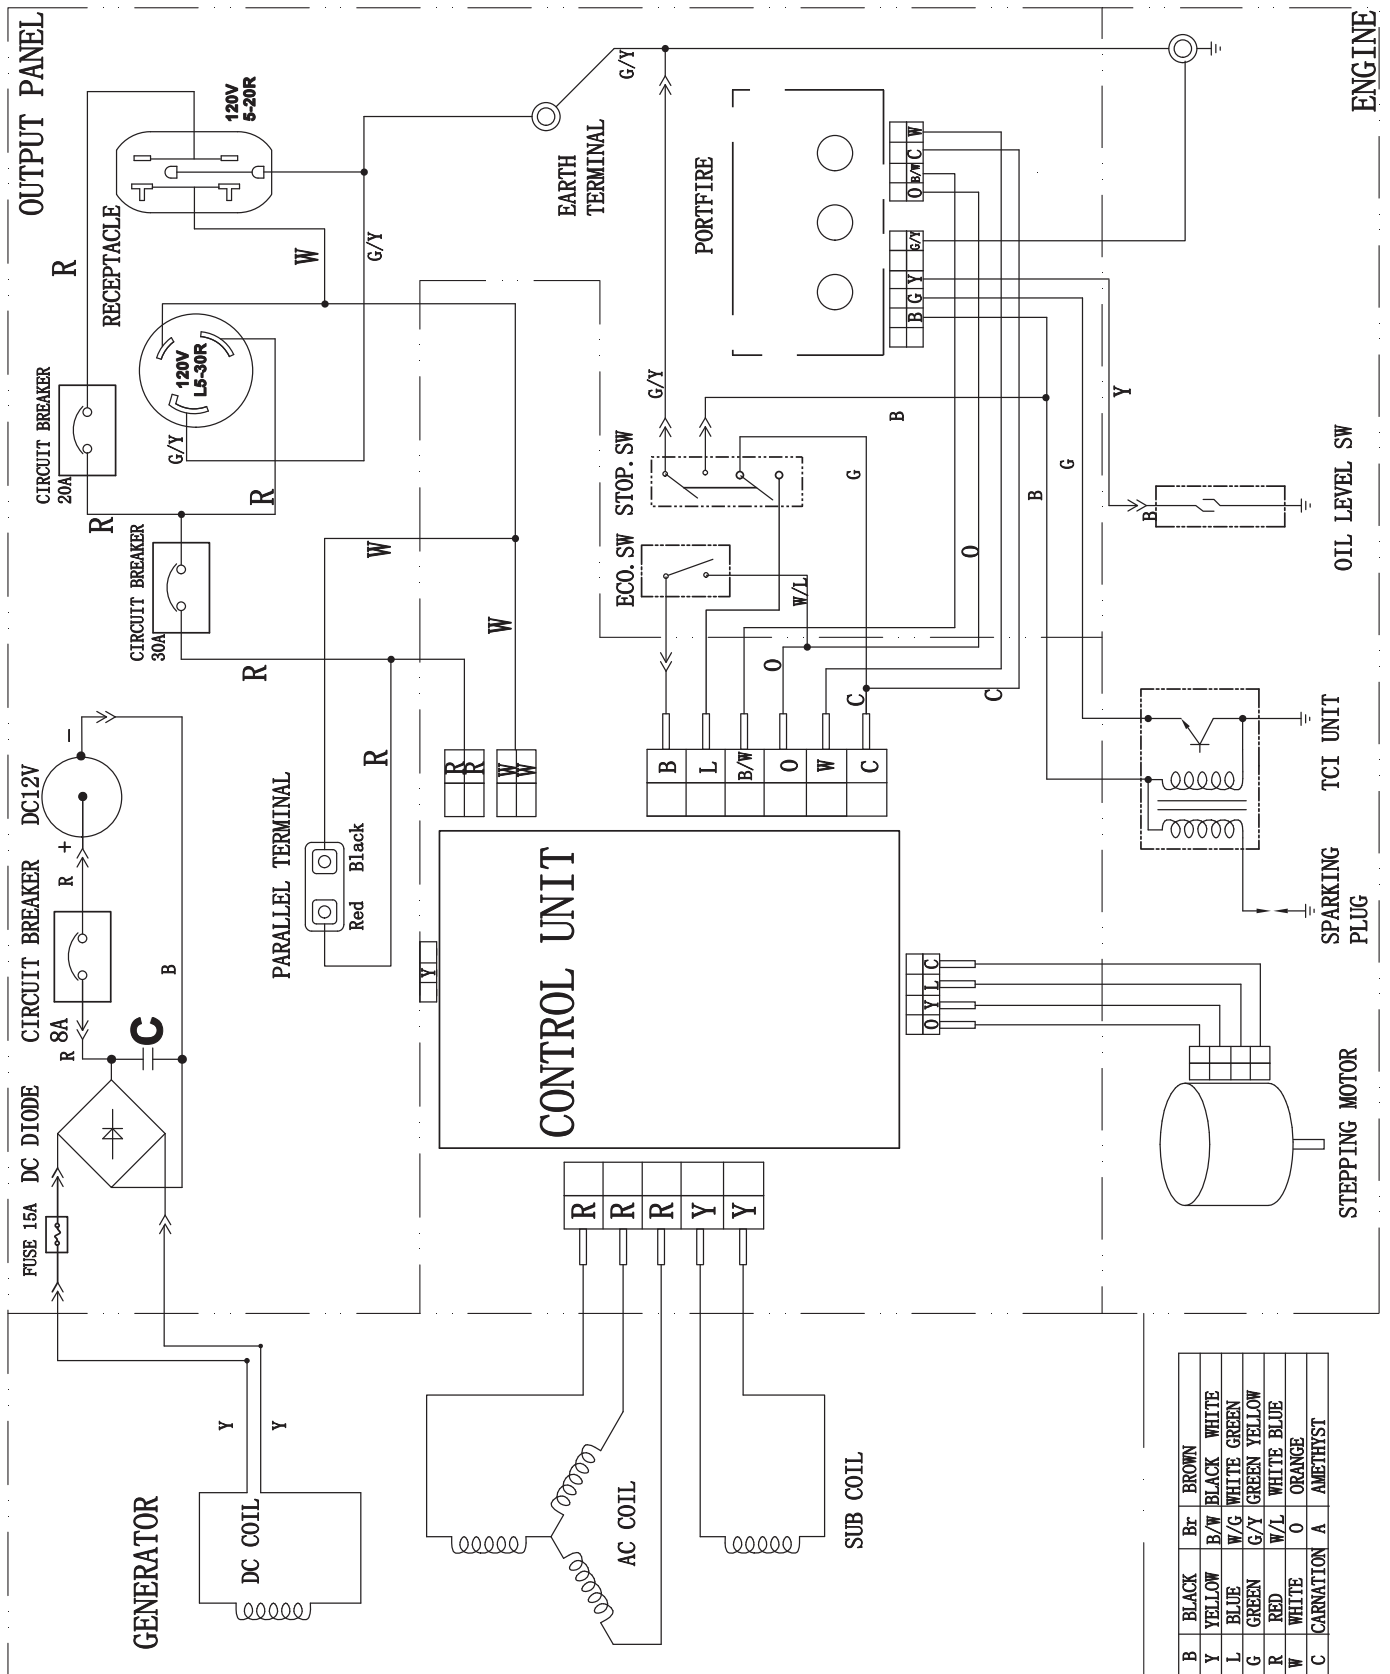 OUTPUT PANEL
ENGINE
GENERATOR
120V
5-20R
RECEPTACLE
R
W
G/Y
G/Y
EARTH
TERMINAL
PORTFIRE
W
C
B/W
O
G/Y
Y
G
B
CIRCUIT BREAKER
20A
120V
L5-30R
G/Y
R
R
CIRCUIT BREAKER
30A
R
W
W
R
G/Y
STOP.SW
ECO.SW
W/L
B
G
B
G
O
Y
B
OIL LEVEL SW
O
C
C
DC12V
+
−
R
CIRCUIT BREAKER
8A
R
B
C
DC DIODE
FUSE 15A
PARALLEL TERMINAL
Black
Red
R
R
W
W
B
L
B/W
O
W
C
CONTROL UNIT
Y
C
L
Y
O
TCI UNIT
SPARKING
PLUG
STEPPING MOTOR
R
R
R
Y
Y
Y
Y
DC COIL
AC COIL
SUB COIL
B BLACK Br BROWN
Y YELLOW B/W BLACK WHITE
L BLUE W/G WHITE GREEN
G GREEN G/Y GREEN YELLOW
R RED W/L WHITE BLUE
W WHITE O ORANGE
C CARNATION A AMETHYST